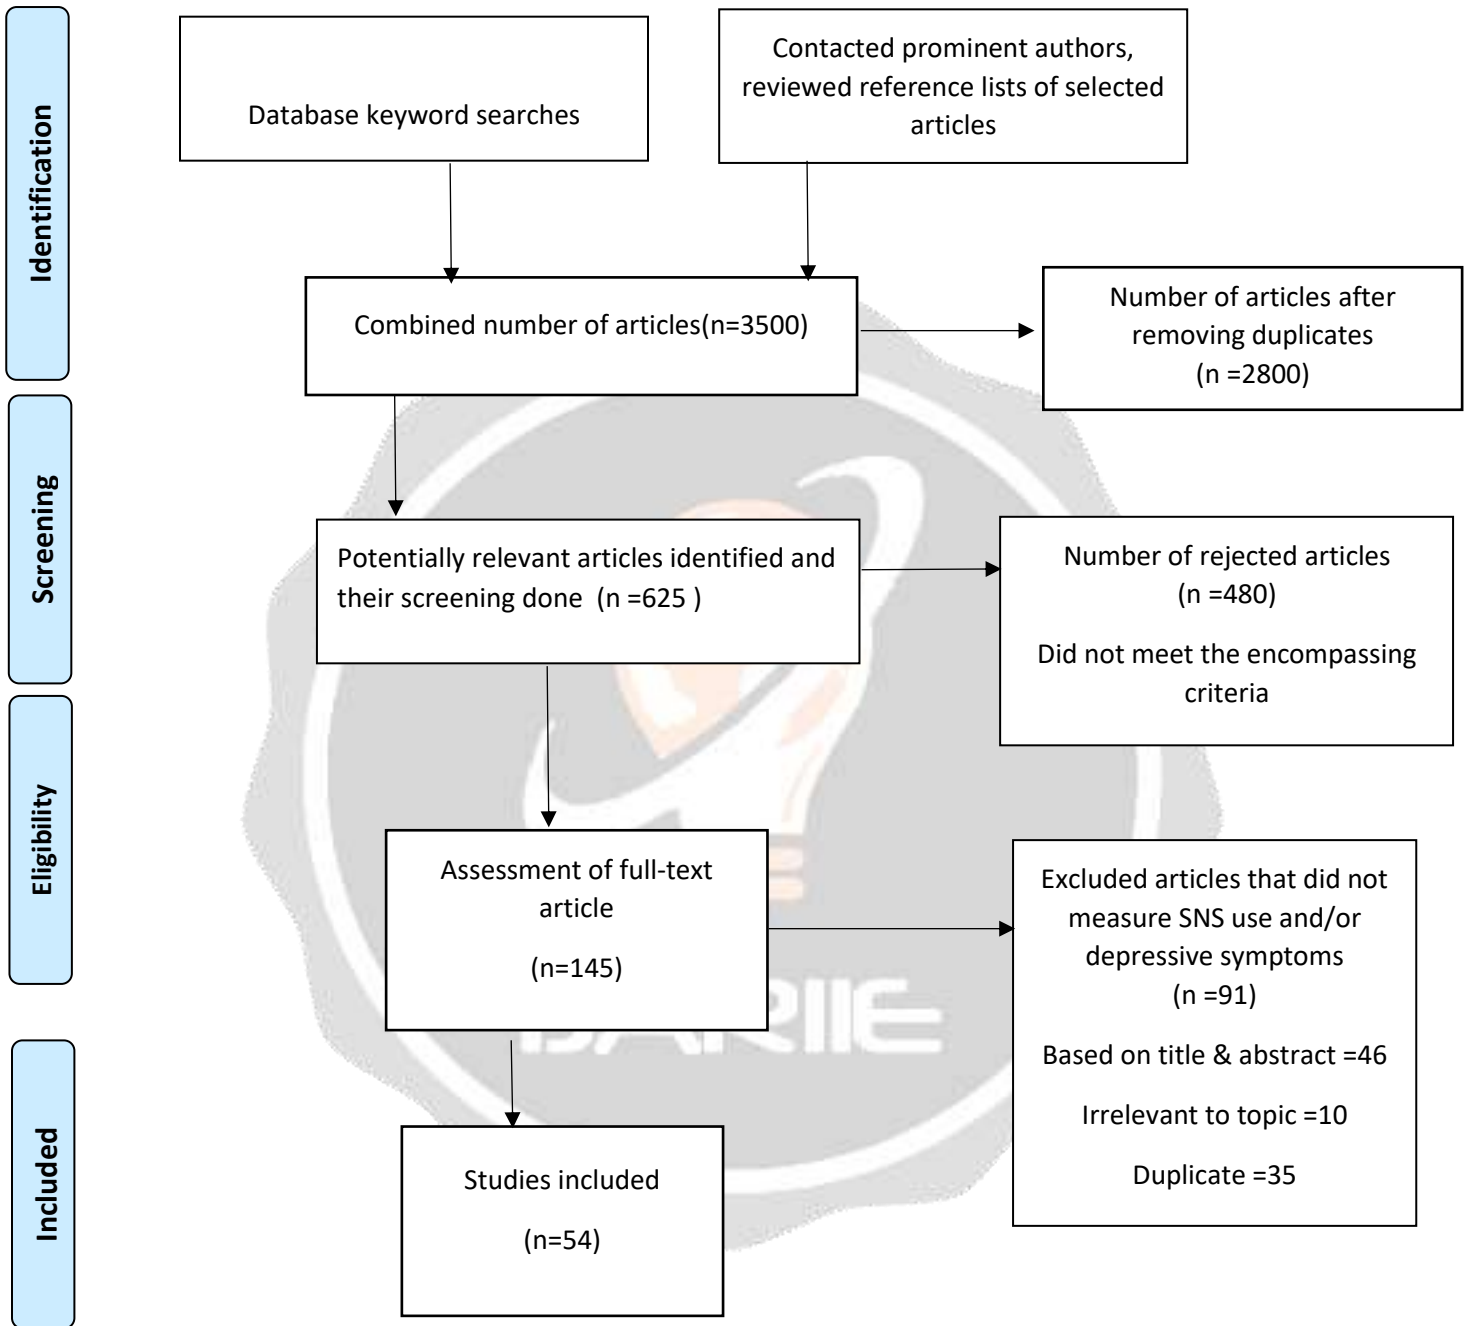 Identification
Database keyword searches
Contacted prominent authors,
reviewed reference lists of selected
articles
Combined number of articles(n=3500)
Number of articles after
removing duplicates
(n =2800)
Screening
Potentially relevant articles identified and
their screening done (n =625 )
Number of rejected articles
(n =480)
Did not meet the encompassing
criteria
Eligibility
Assessment of full-text
article
(n=145)
Excluded articles that did not
measure SNS use and/or
depressive symptoms
(n =91)
Based on title & abstract =46
Irrelevant to topic =10
Duplicate =35
Included
Studies included
(n=54)